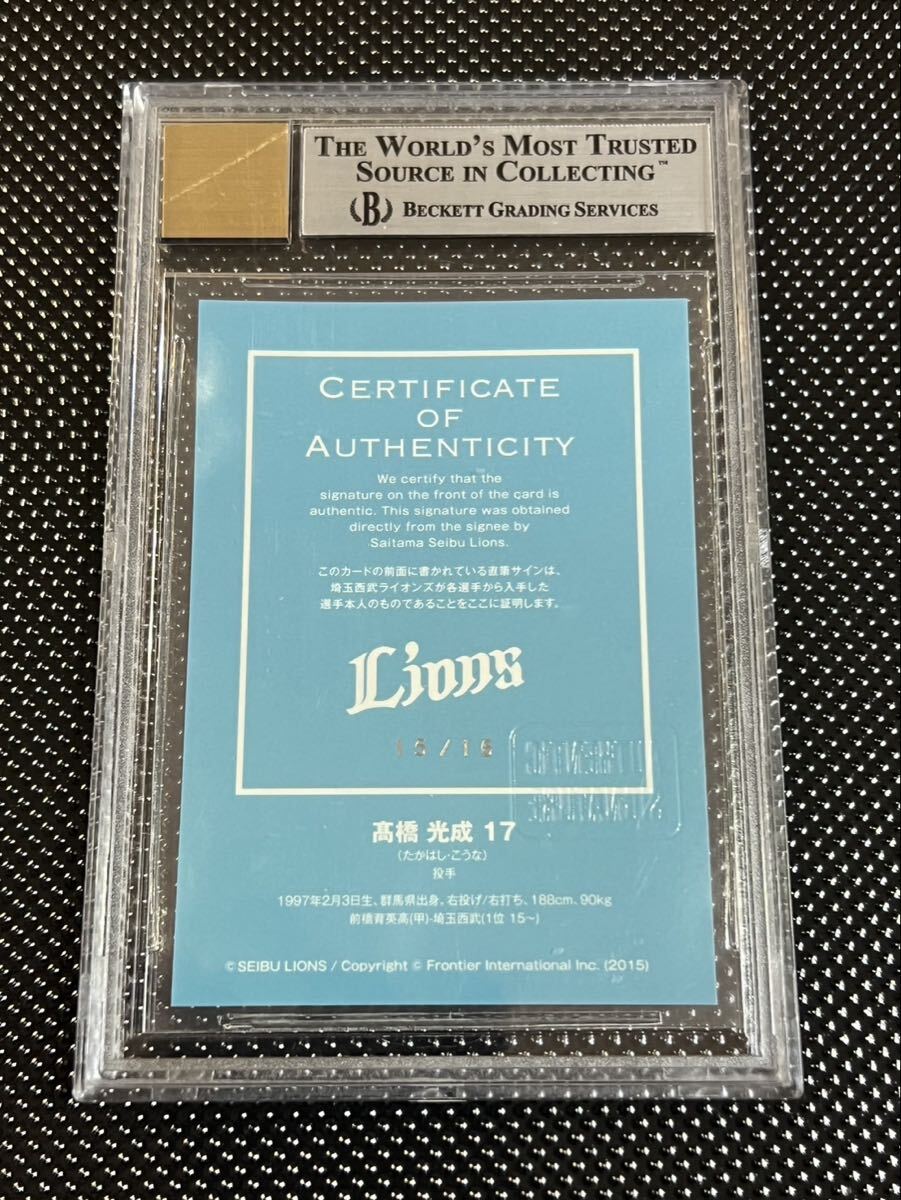 THE WORLD'S MOST TRUSTED
SOURCE IN COLLECTING™
B BECKETT GRADING SERVICES
CERTIFICATE
OF
AUTHENTICITY
We certify that the
signature on the front of the card is
authentic. This signature was obtained
directly from the signee by
Saitama Seibu Lions.
このカードの前面に書かれている直筆サインは、
埼玉西武ライオンズが各選手から入手した
選手本人のものであることをここに証明します。
Lions
15/15
髙橋 光成 17
(たかはし・こうな)
投手
1997年2月3日生、群馬県出身、右投げ/右打ち、188cm、90kg
前橋育英高(甲)-埼玉西武(1位 15~)
© SEIBU LIONS / Copyright © Frontier International Inc. (2015)